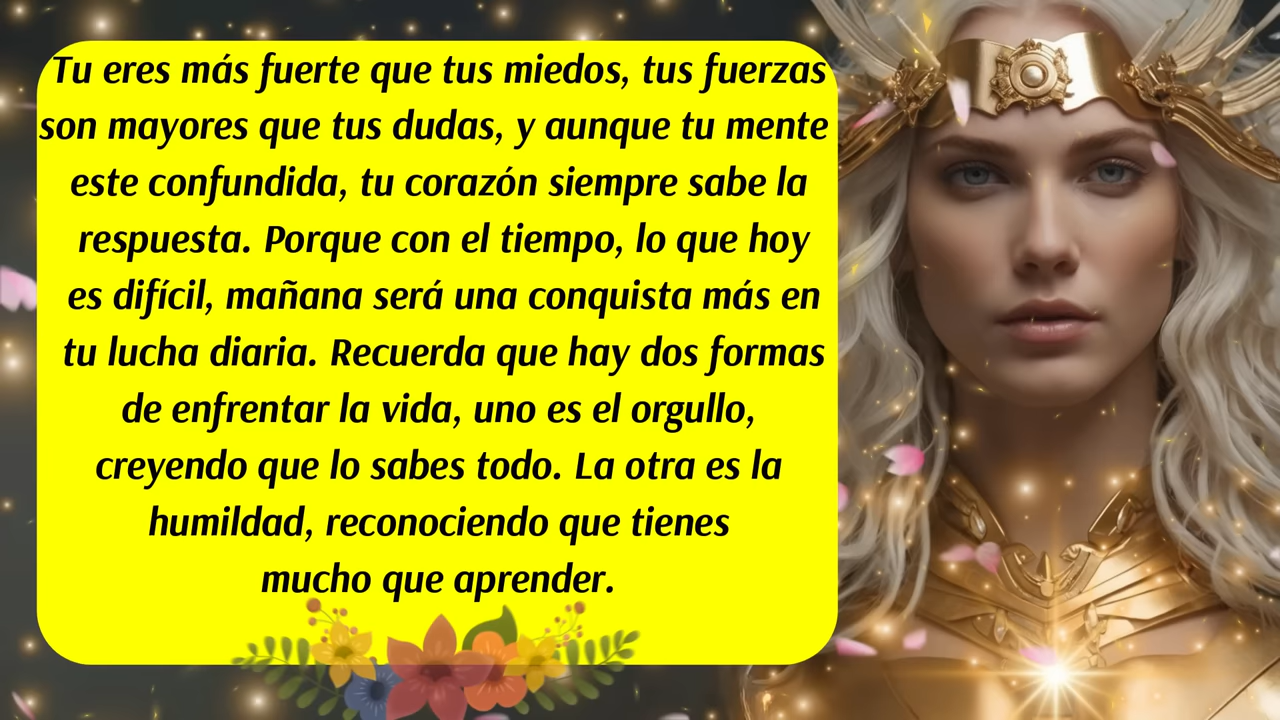 Tu eres más fuerte que tus miedos, tus fuerzas
son mayores que tus dudas, y aunque tu mente
este confundida, tu corazón siempre sabe la
respuesta. Porque con el tiempo, lo que hoy
es difícil, mañana será una conquista más en
tu lucha diaria. Recuerda que hay dos formas
de enfrentar la vida, uno es el orgullo,
creyendo que lo sabes todo. La otra es la
humildad, reconociendo que tienes
mucho que aprender.